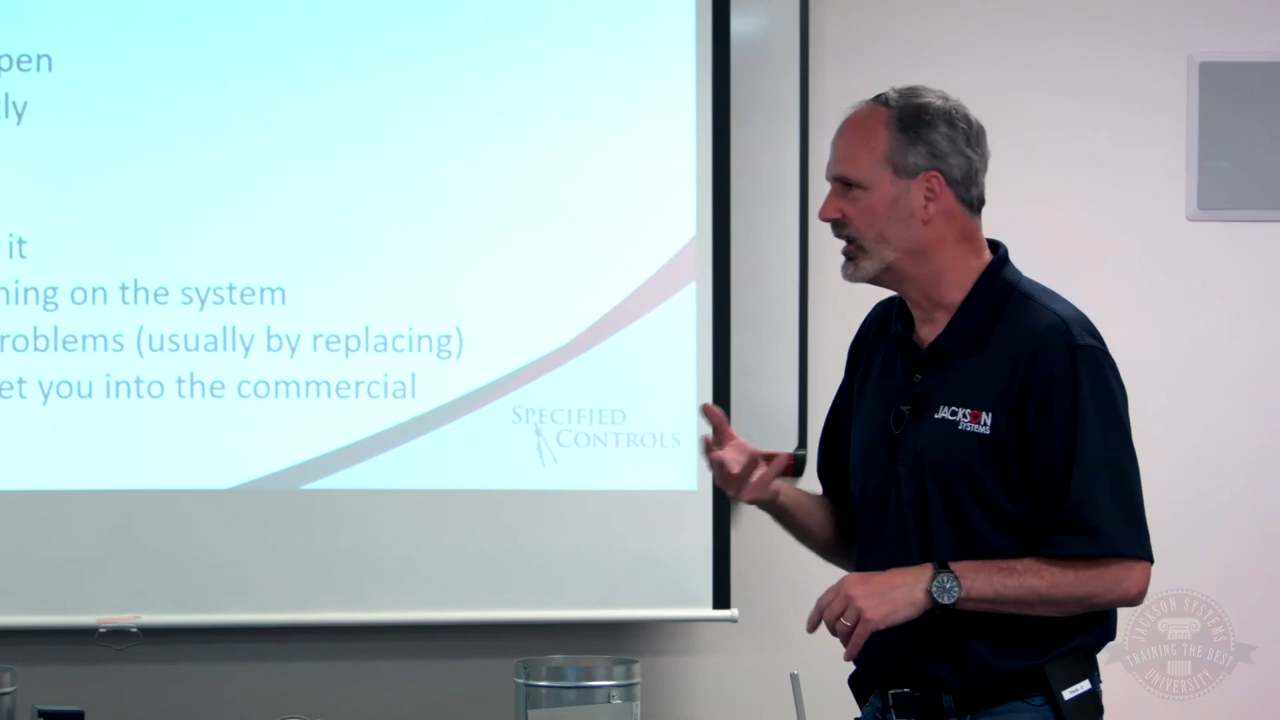 pen
ly
it
ning on the system
roblems (usually by replacing)
et you into the commercial
SPECIFIED
CONTROLS
JACKSON
SYSTEMS
JACKSON SYSTEMS
TRAINING THE BEST
UNIVERSITY